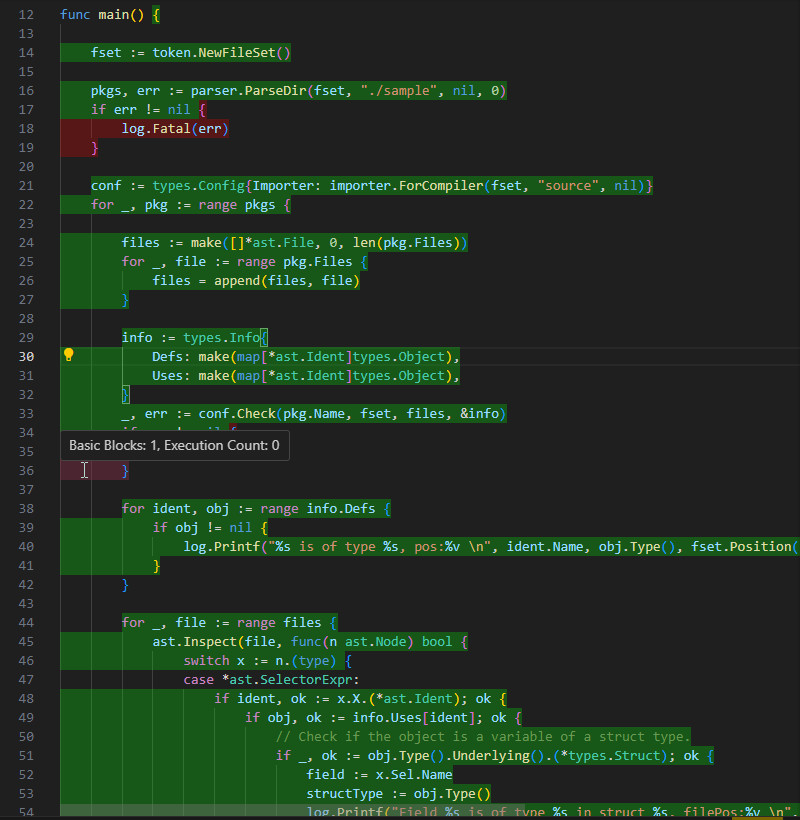 12 func main() {
13
14 fset := token.NewFileSet()
15
16 pkgs, err := parser.ParseDir(fset, "./sample", nil, 0)
17 if err != nil {
18 log.Fatal(err)
19 }
20
21 conf := types.Config{Importer: importer.ForCompiler(fset, "source", nil)}
22 for _, pkg := range pkgs {
23
24 files := make([]*ast.File, 0, len(pkg.Files))
25 for _, file := range pkg.Files {
26 files = append(files, file)
27 }
28
29 info := types.Info{
30 Defs: make(map[*ast.Ident]types.Object),
31 Uses: make(map[*ast.Ident]types.Object),
32 }
33 _, err := conf.Check(pkg.Name, fset, files, &info)
34
35 Basic Blocks: 1, Execution Count: 0
36 }
37
38 for ident, obj := range info.Defs {
39 if obj != nil {
40 log.Printf("%s is of type %s, pos:%v \n", ident.Name, obj.Type(), fset.Position(
41 }
42 }
43
44 for _, file := range files {
45 ast.Inspect(file, func(n ast.Node) bool {
46 switch x := n.(type) {
47 case *ast.SelectorExpr:
48 if ident, ok := x.X.(*ast.Ident); ok {
49 if obj, ok := info.Uses[ident]; ok {
50 // Check if the object is a variable of a struct type.
51 if _, ok := obj.Type().Underlying().(*types.Struct); ok {
52 field := x.Sel.Name
53 structType := obj.Type()
54 log.Printf("Field %s is of type %s in struct %s, filePos:%v \n",